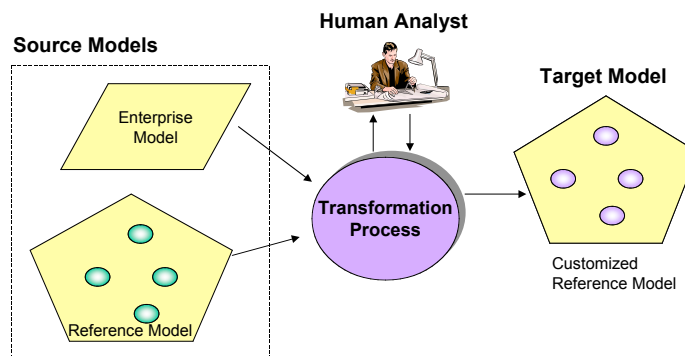 Human Analyst
Source Models
Target Model
Enterprise
Model
Transformation
Process
Customized
Reference Model
Reference Model